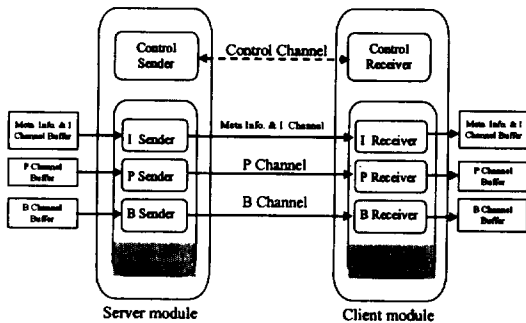 Control
Sender
Control Channel
Control
Receiver
Meta Info. & I
Channel Buffer
I Sender
Meta Info. & I Channel
I Receiver
Meta Info. & I
Channel Buffer
P Channel
Buffer
P Sender
P Channel
P Receiver
P Channel
Buffer
B Channel
Buffer
B Sender
B Channel
B Receiver
B Channel
Buffer
Server module
Client module